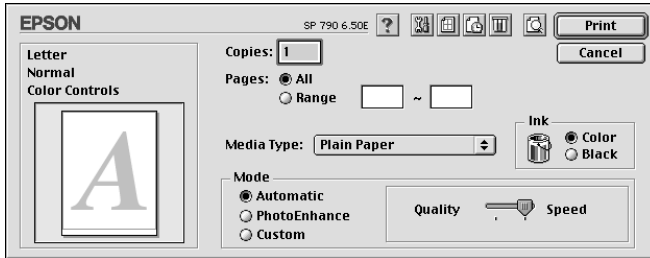 EPSON
SP 790 6.50E ? Print
Cancel
Letter
Normal
Color Controls
A
Copies: 1
Pages: All
Range ~
Media Type: Plain Paper
Ink
Color
Black
Mode
Automatic
PhotoEnhance
Custom
Quality Speed